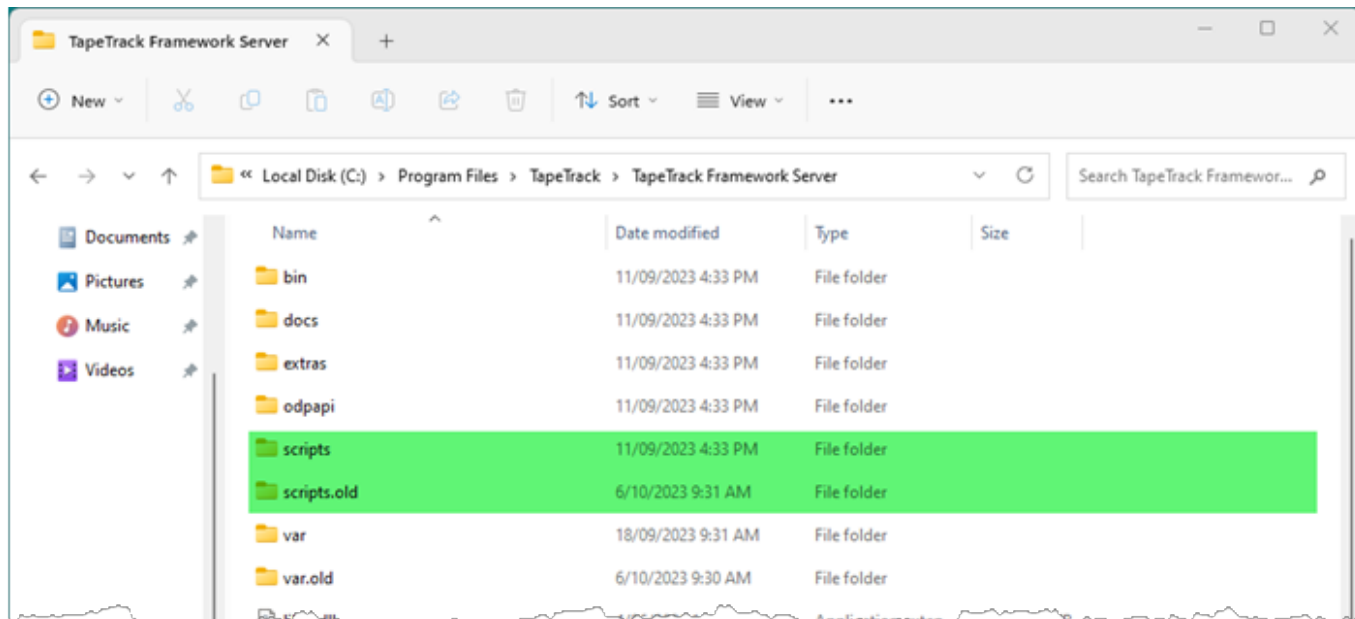 TapeTrack Framework Server
New Sort View
« Local Disk (C:) > Program Files > TapeTrack > TapeTrack Framework Server Search TapeTrack Framewor...
Documents
Pictures
Music
Videos
Name Date modified Type Size
bin 11/09/2023 4:33 PM File folder
docs 11/09/2023 4:33 PM File folder
extras 11/09/2023 4:33 PM File folder
odpapi 11/09/2023 4:33 PM File folder
scripts 11/09/2023 4:33 PM File folder
scripts.old 6/10/2023 9:31 AM File folder
var 18/09/2023 9:31 AM File folder
var.old 6/10/2023 9:30 AM File folder